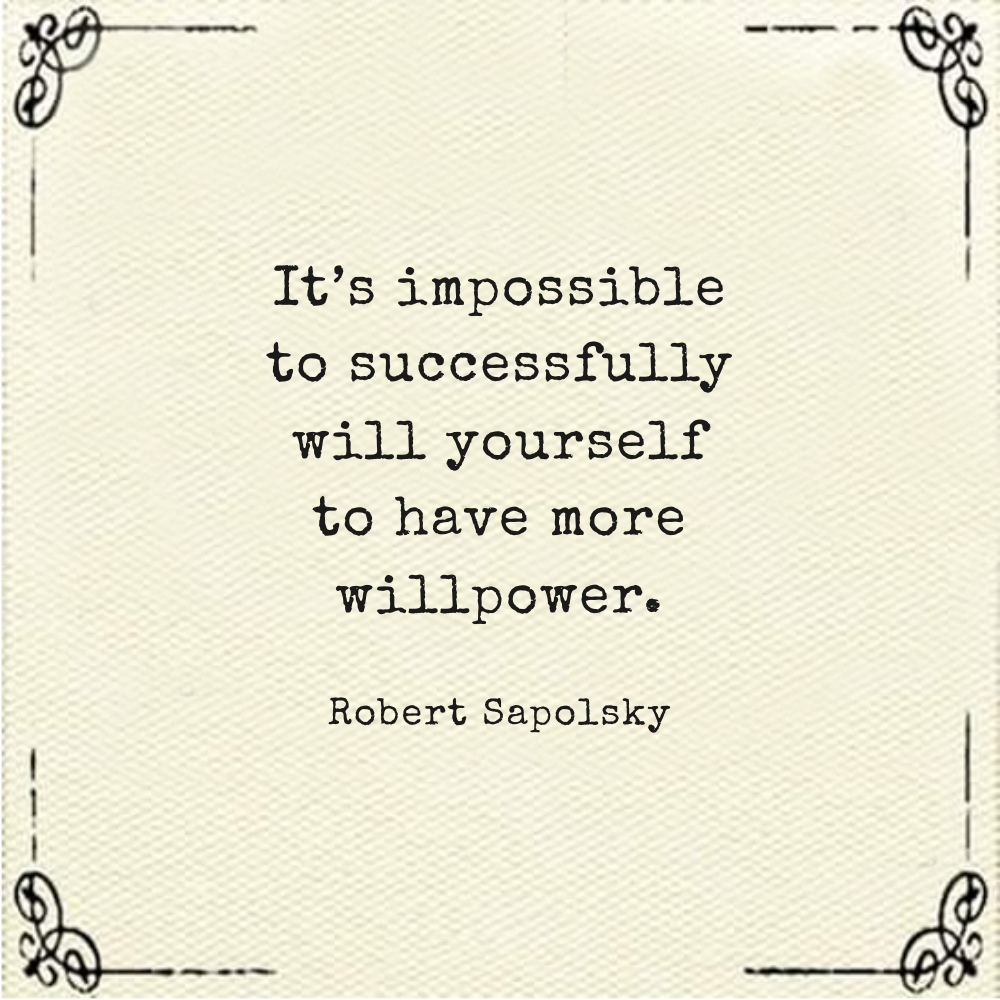 It’s impossible
to successfully
will yourself
to have more
willpower.
Robert Sapolsky